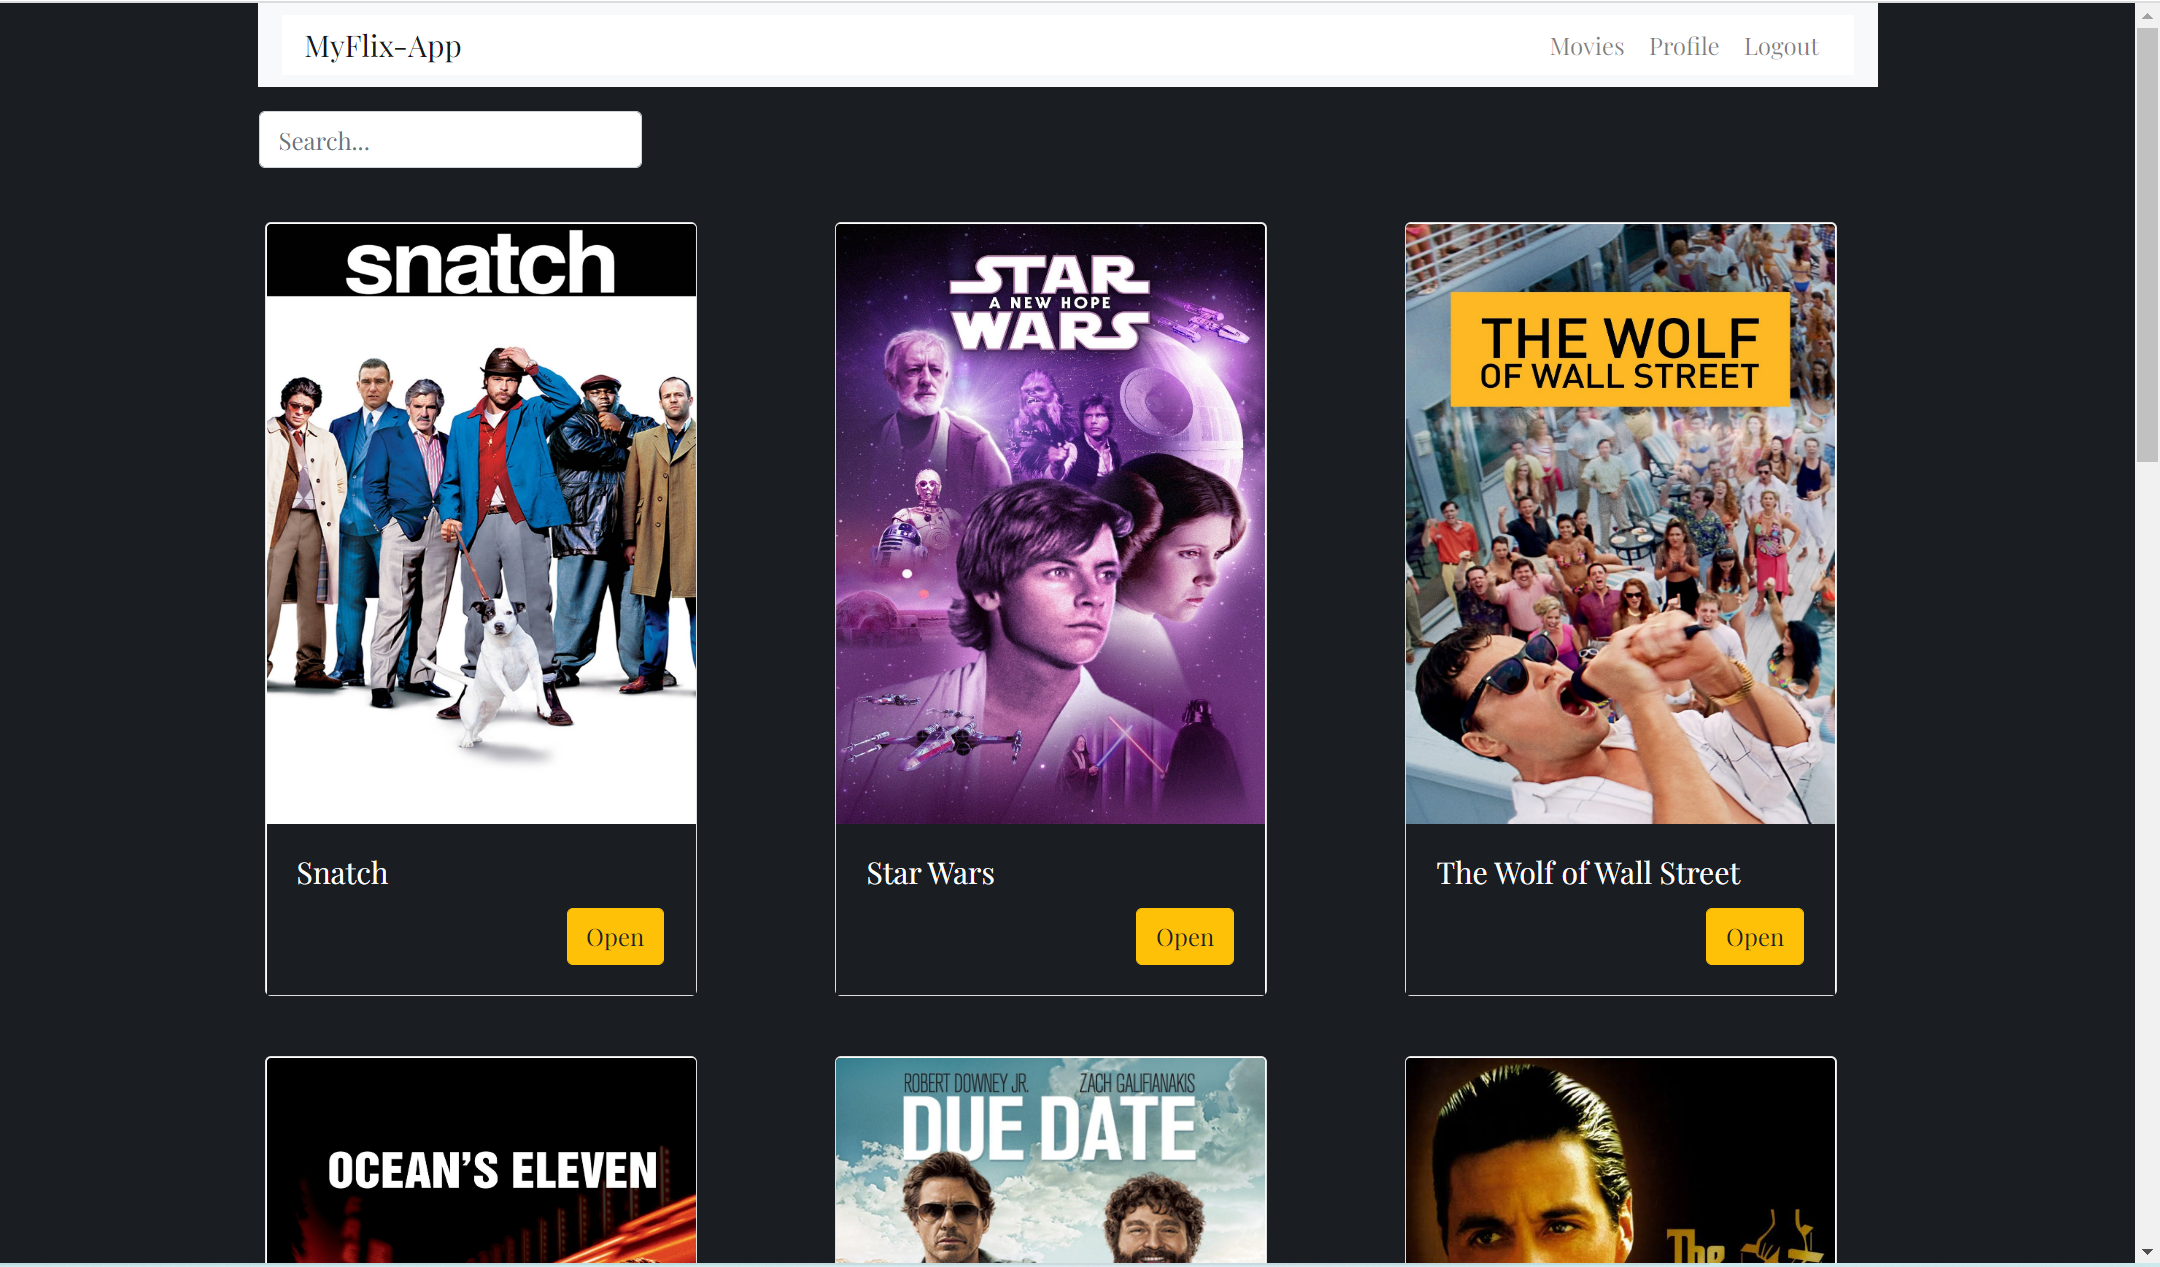 MyFlix-App
Movies Profile Logout
Search...
snatch
STAR
A NEW HOPE
WARS
THE WOLF
OF WALL STREET
Snatch
Star Wars
The Wolf of Wall Street
Open
Open
Open
OCEAN'S ELEVEN
ROBERT DOWNEY JR. ZACH GALIFIANAKIS
DUE DATE
The